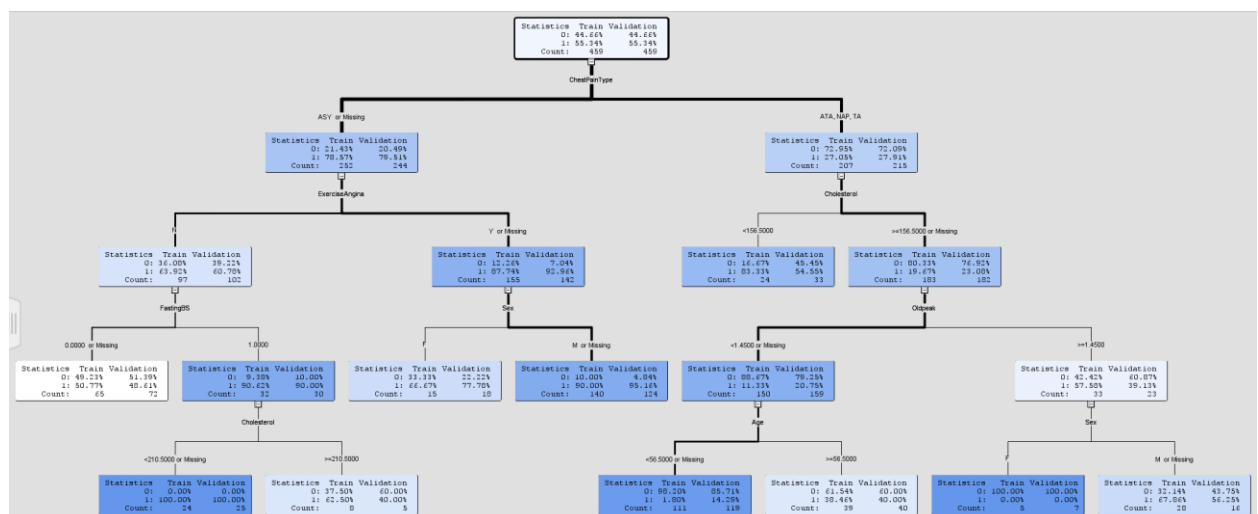 Statistics Train Validation
0: 44.66% 44.66%
1: 55.34% 55.34%
Count: 459 459
ChestPainType
ASY or Missing
ATA, NAP, TA
Statistics Train Validation
0: 21.43% 20.49%
1: 78.57% 79.51%
Count: 252 244
Statistics Train Validation
0: 72.95% 72.09%
1: 27.05% 27.91%
Count: 207 215
ExerciseAngina
Cholesterol
N
Y or Missing
<156.5000
>=156.5000 or Missing
Statistics Train Validation
0: 36.08% 39.22%
1: 63.92% 60.78%
Count: 97 102
Statistics Train Validation
0: 12.26% 7.04%
1: 87.74% 92.96%
Count: 155 142
Statistics Train Validation
0: 16.67% 45.45%
1: 83.33% 54.55%
Count: 24 33
Statistics Train Validation
0: 80.33% 76.92%
1: 19.67% 23.08%
Count: 183 182
FastingBS
Sex
Oldpeak
0.0000 or Missing
1.0000
F
M or Missing
<1.4500 or Missing
>=1.4500
Statistics Train Validation
0: 49.23% 51.39%
1: 50.77% 48.61%
Count: 65 72
Statistics Train Validation
0: 9.38% 10.00%
1: 90.62% 90.00%
Count: 32 30
Statistics Train Validation
0: 33.33% 22.22%
1: 66.67% 77.78%
Count: 15 18
Statistics Train Validation
0: 10.00% 4.84%
1: 90.00% 95.16%
Count: 140 124
Statistics Train Validation
0: 88.67% 79.25%
1: 11.33% 20.75%
Count: 150 159
Statistics Train Validation
0: 42.42% 60.87%
1: 57.58% 39.13%
Count: 33 23
Cholesterol
Age
Sex
<210.5000 or Missing
>=210.5000
<56.5000 or Missing
>=56.5000
F
M or Missing
Statistics Train Validation
0: 0.00% 0.00%
1: 100.00% 100.00%
Count: 24 25
Statistics Train Validation
0: 37.50% 60.00%
1: 62.50% 40.00%
Count: 8 5
Statistics Train Validation
0: 98.20% 85.71%
1: 1.80% 14.29%
Count: 111 119
Statistics Train Validation
0: 61.54% 60.00%
1: 38.46% 40.00%
Count: 39 40
Statistics Train Validation
0: 100.00% 100.00%
1: 0.00% 0.00%
Count: 5 7
Statistics Train Validation
0: 32.14% 43.75%
1: 67.86% 56.25%
Count: 28 16